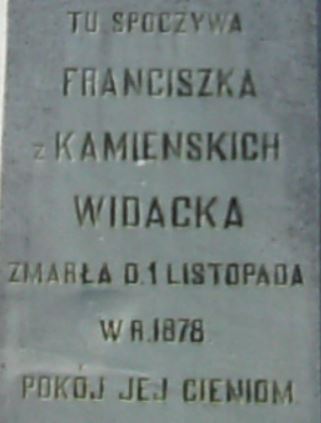 TU SPOCZYWA
FRANCISZKA
z KAMIENSKICH
WIDACKA
ZMARŁA D.1 LISTOPADA
W R.1878
POKÓJ JEJ CIENIOM